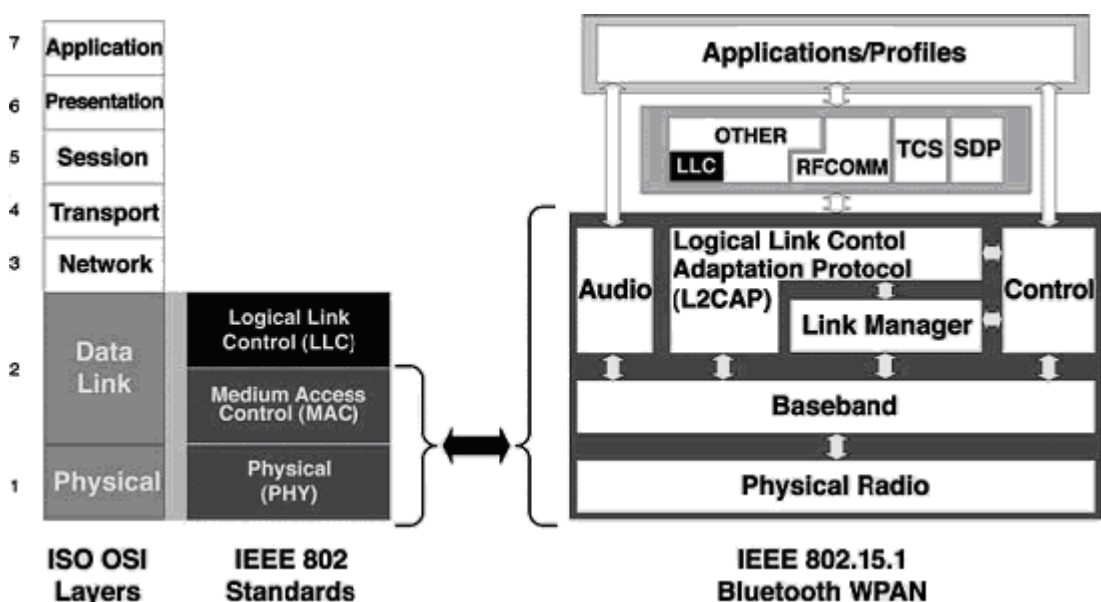 7
Application
6
Presentation
5
Session
4
Transport
3
Network
2
Data
Link
1
Physical
ISO OSI
Layers
Logical Link
Control (LLC)
Medium Access
Control (MAC)
Physical
(PHY)
IEEE 802
Standards
Applications/Profiles
OTHER
LLC
RFCOMM
TCS
SDP
Audio
Logical Link Contol
Adaptation Protocol
(L2CAP)
Link Manager
Control
Baseband
Physical Radio
IEEE 802.15.1
Bluetooth WPAN